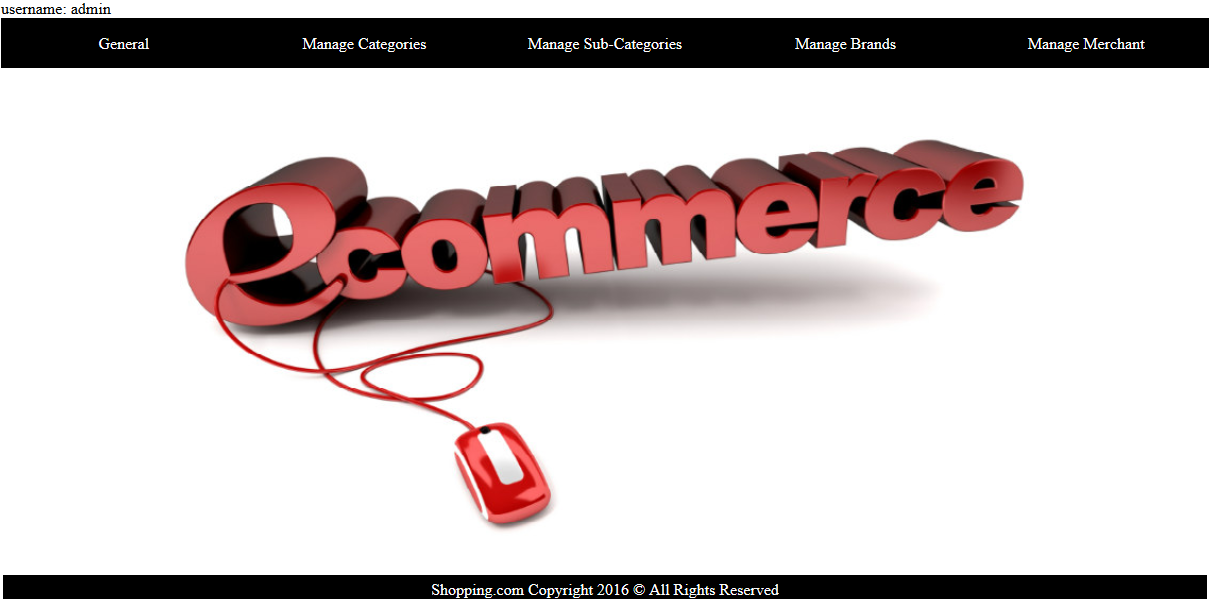 username: admin
General Manage Categories Manage Sub-Categories Manage Brands Manage Merchant
ecommerce
Shopping.com Copyright 2016 © All Rights Reserved